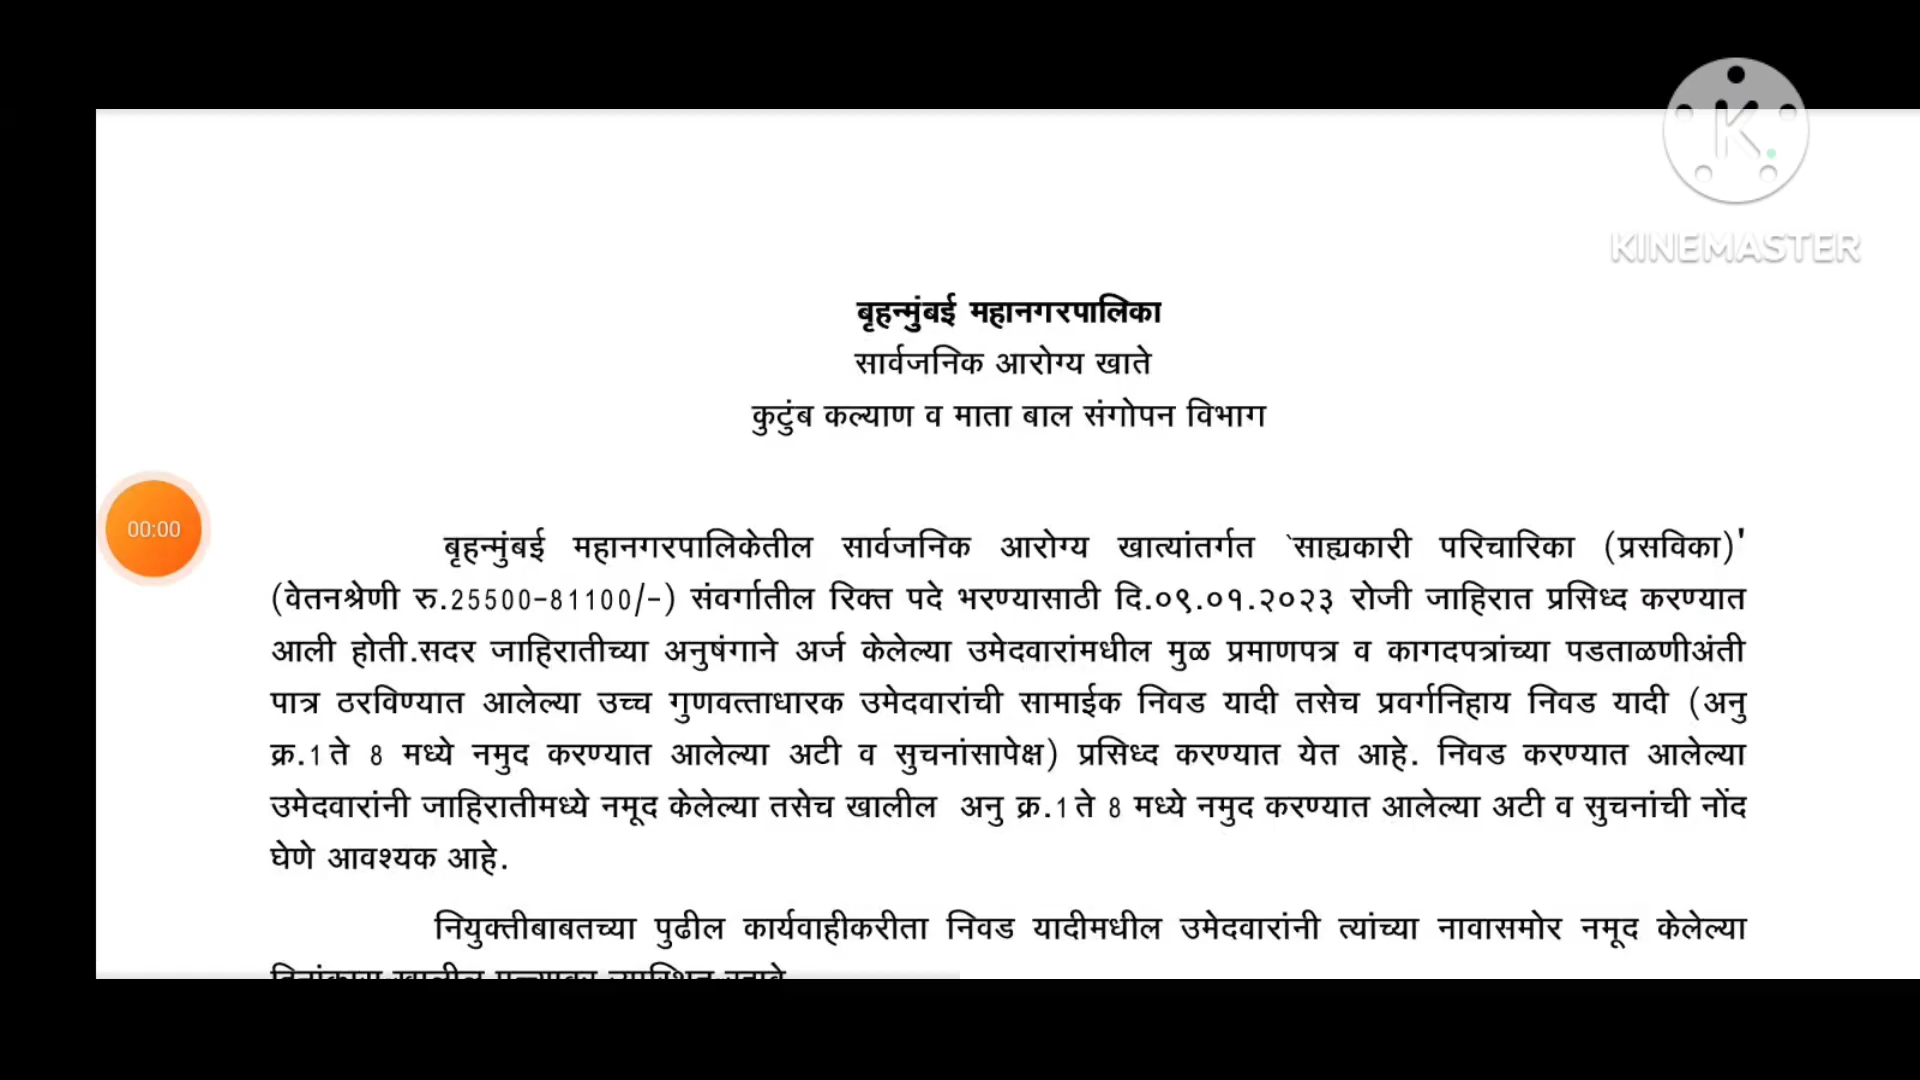 KINEMASTER
बृहन्मुंबई महानगरपालिका
सार्वजनिक आरोग्य खाते
कुटुंब कल्याण व माता बाल संगोपन विभाग
00:00
बृहन्मुंबई महानगरपालिकेतील सार्वजनिक आरोग्य खात्यांतर्गत `साह्यकारी परिचारिका (प्रसविका)'
(वेतनश्रेणी रु.25500-81100/-) संवर्गातील रिक्त पदे भरण्यासाठी दि.०९.०१.२०२३ रोजी जाहिरात प्रसिध्द करण्यात
आली होती.सदर जाहिरातीच्या अनुषंगाने अर्ज केलेल्या उमेदवारांमधील मुळ प्रमाणपत्र व कागदपत्रांच्या पडताळणीअंती
पात्र ठरविण्यात आलेल्या उच्च गुणवत्ताधारक उमेदवारांची सामाईक निवड यादी तसेच प्रवर्गनिहाय निवड यादी (अनु
क्र.1ते 8 मध्ये नमुद करण्यात आलेल्या अटी व सुचनांसापेक्ष) प्रसिध्द करण्यात येत आहे. निवड करण्यात आलेल्या
उमेदवारांनी जाहिरातीमध्ये नमूद केलेल्या तसेच खालील अनु क्र.1ते 8 मध्ये नमुद करण्यात आलेल्या अटी व सुचनांची नोंद
घेणे आवश्यक आहे.
नियुक्तीबाबतच्या पुढील कार्यवाहीकरीता निवड यादीमधील उमेदवारांनी त्यांच्या नावासमोर नमूद केलेल्या